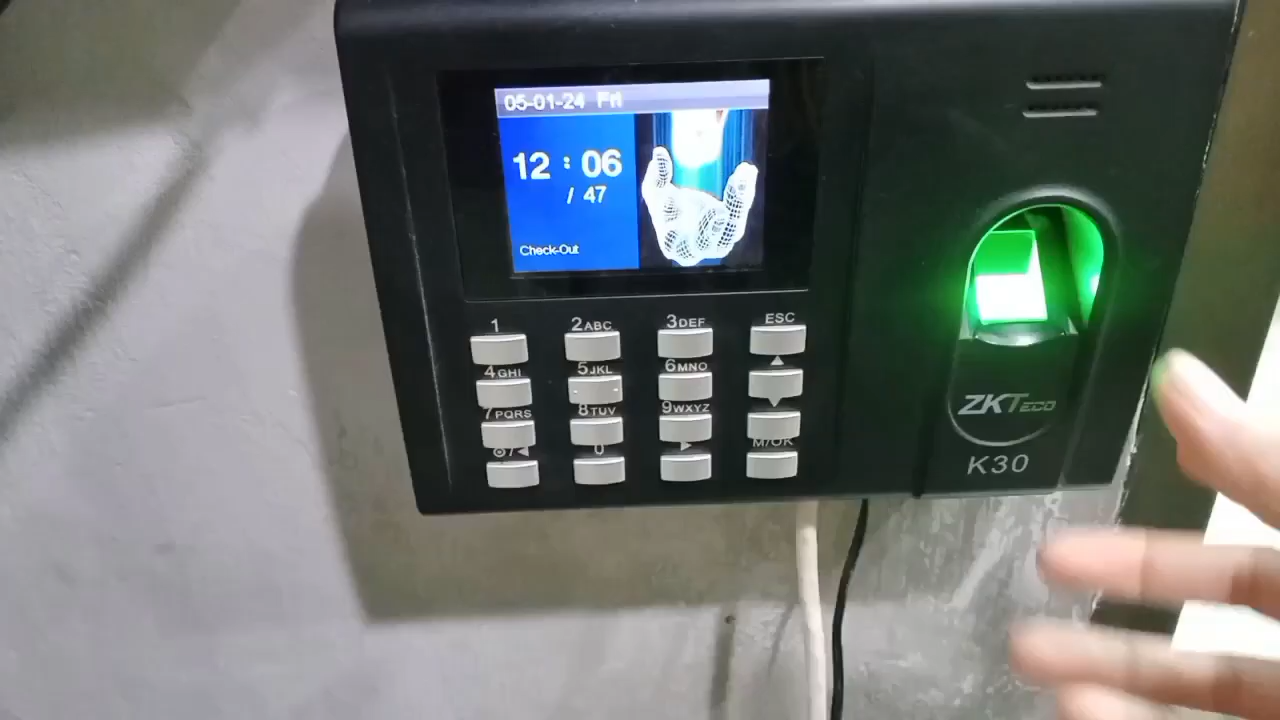 05-01-24 Fri
12 : 06
/ 47
Check-Out
1 2ABC 3DEF ESC
4GHI 5JKL 6MNO ▲
7PQRS 8TUV 9WXYZ ▼
⊙/◀ 0 ▶ M/OK
ZKTECO
K30